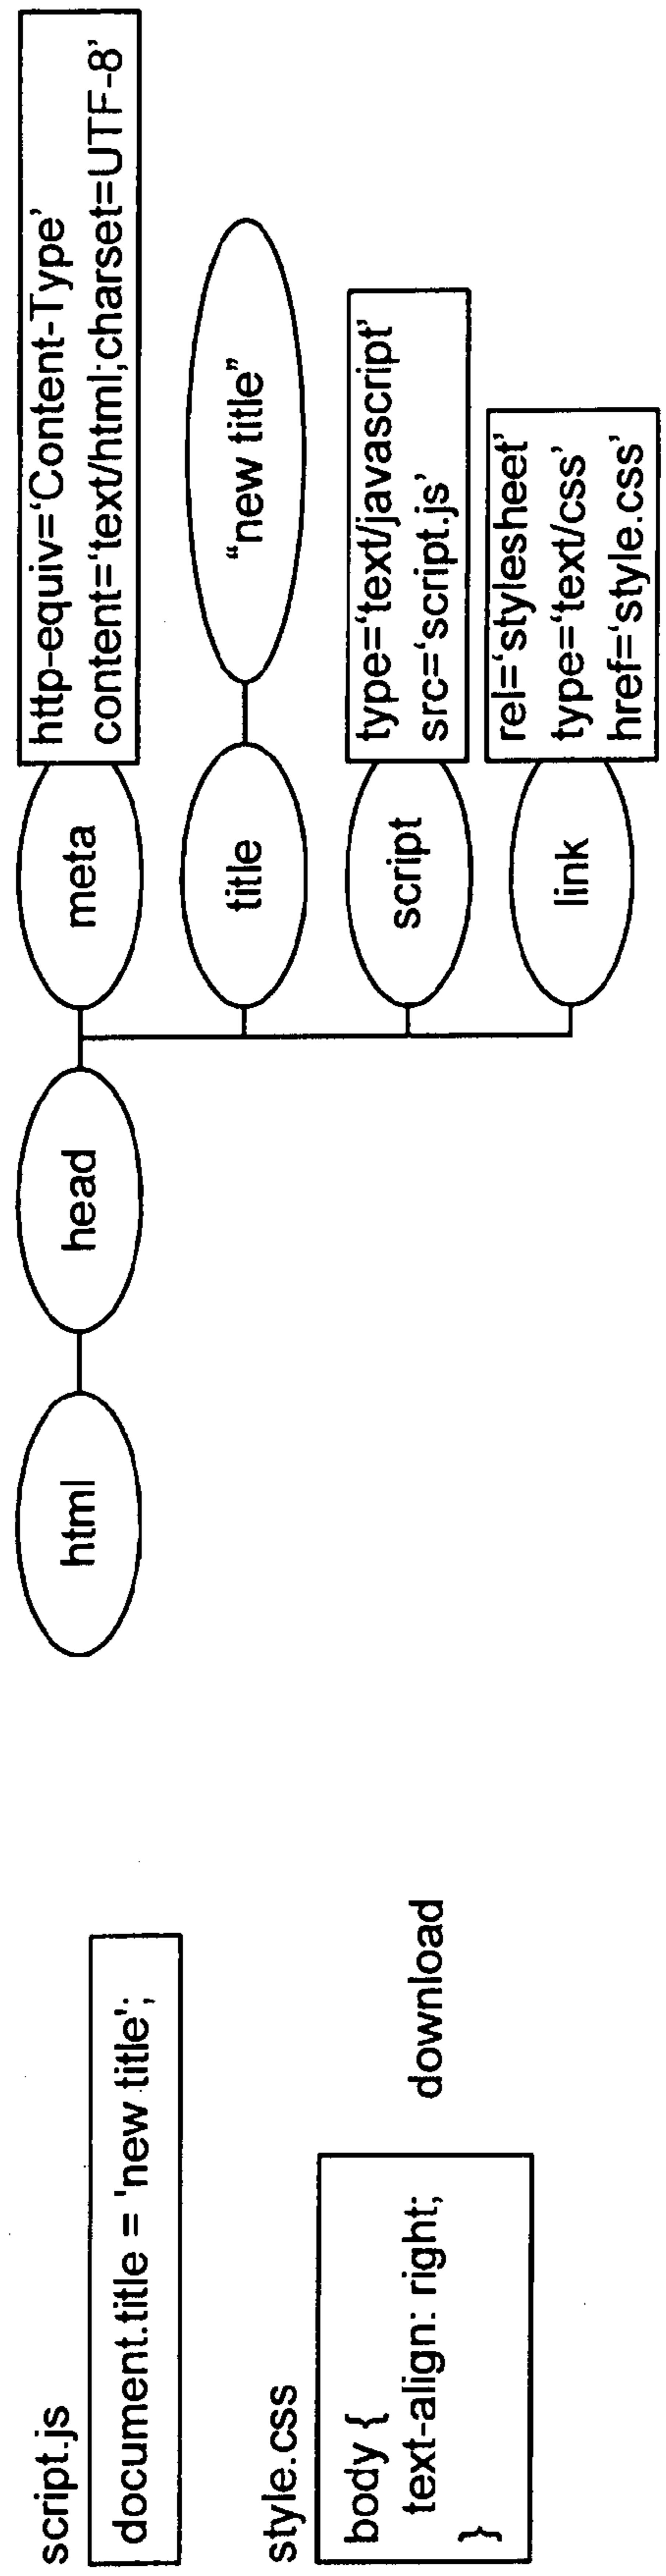 script.js
document.title = 'new title';
style.css
body {
text-align: right;
}
download
html
head
meta
http-equiv=‘Content-Type’
content=‘text/html;charset=UTF-8’
title
“new title”
script
type=‘text/javascript’
src=‘script.js’
link
rel=‘stylesheet’
type=‘text/css’
href=‘style.css’